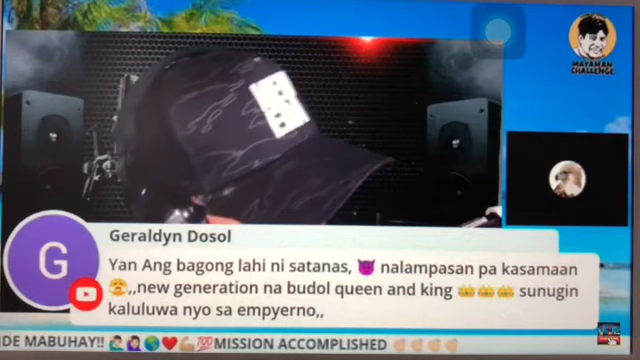 MAYAMAN
CHALLENGE
G
Geraldyn Dosol
Yan Ang bagong lahi ni satanas, 😈 nalampasan pa kasamaan
😤,,new generation na budol queen and king 👑👑👑 sunugin
kaluluwa nyo sa empyerno,,
IDE MABUHAY!! 🙋🏻‍♂️🙋🏻‍♀️🌍❤️💪🏼💯MISSION ACCOMPLISHED 👏🏻👏🏻👏🏻👏🏻